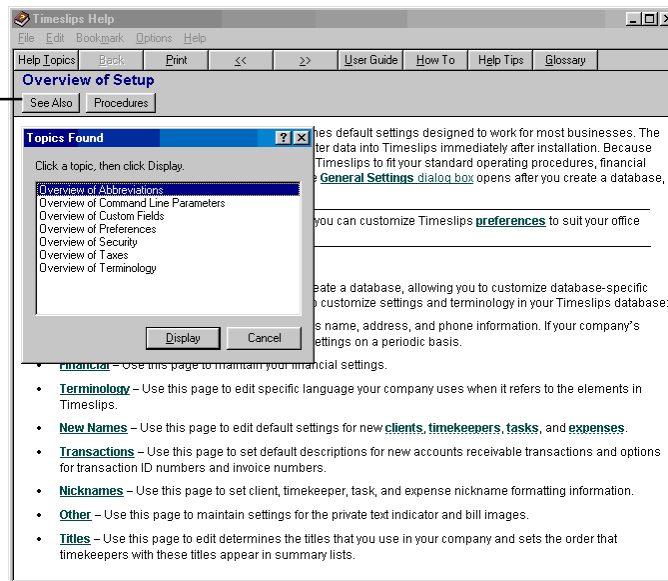 Timeslips Help
File Edit Bookmark Options Help
Help Topics Back Print << >> User Guide How To Help Tips Glossary
Overview of Setup
See Also Procedures
nes default settings designed to work for most businesses. The
ter data into Timeslips immediately after installation. Because
Timeslips to fit your standard operating procedures, financial
e General Settings dialog box opens after you create a database,
you can customize Timeslips preferences to suit your office
eate a database, allowing you to customize database-specific
o customize settings and terminology in your Timeslips database:
s name, address, and phone information. If your company's
ettings on a periodic basis.
Topics Found
Click a topic, then click Display.
Overview of Abbreviations
Overview of Command Line Parameters
Overview of Custom Fields
Overview of Preferences
Overview of Security
Overview of Taxes
Overview of Terminology
Display Cancel
• Financial – Use this page to maintain your financial settings.
• Terminology – Use this page to edit specific language your company uses when it refers to the elements in
Timeslips.
• New Names – Use this page to edit default settings for new clients, timekeepers, tasks, and expenses.
• Transactions – Use this page to set default descriptions for new accounts receivable transactions and options
for transaction ID numbers and invoice numbers.
• Nicknames – Use this page to set client, timekeeper, task, and expense nickname formatting information.
• Other – Use this page to maintain settings for the private text indicator and bill images.
• Titles – Use this page to edit determines the titles that you use in your company and sets the order that
timekeepers with these titles appear in summary lists.